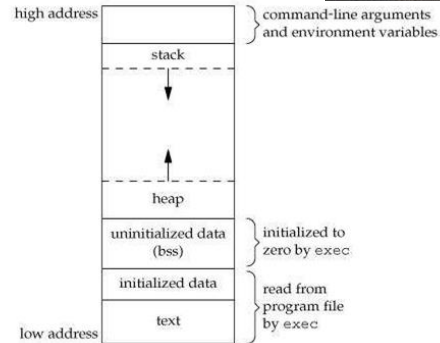 high address
command-line arguments
and environment variables
stack
heap
uninitialized data
(bss)
initialized to
zero by exec
initialized data
read from
program file
by exec
text
low address